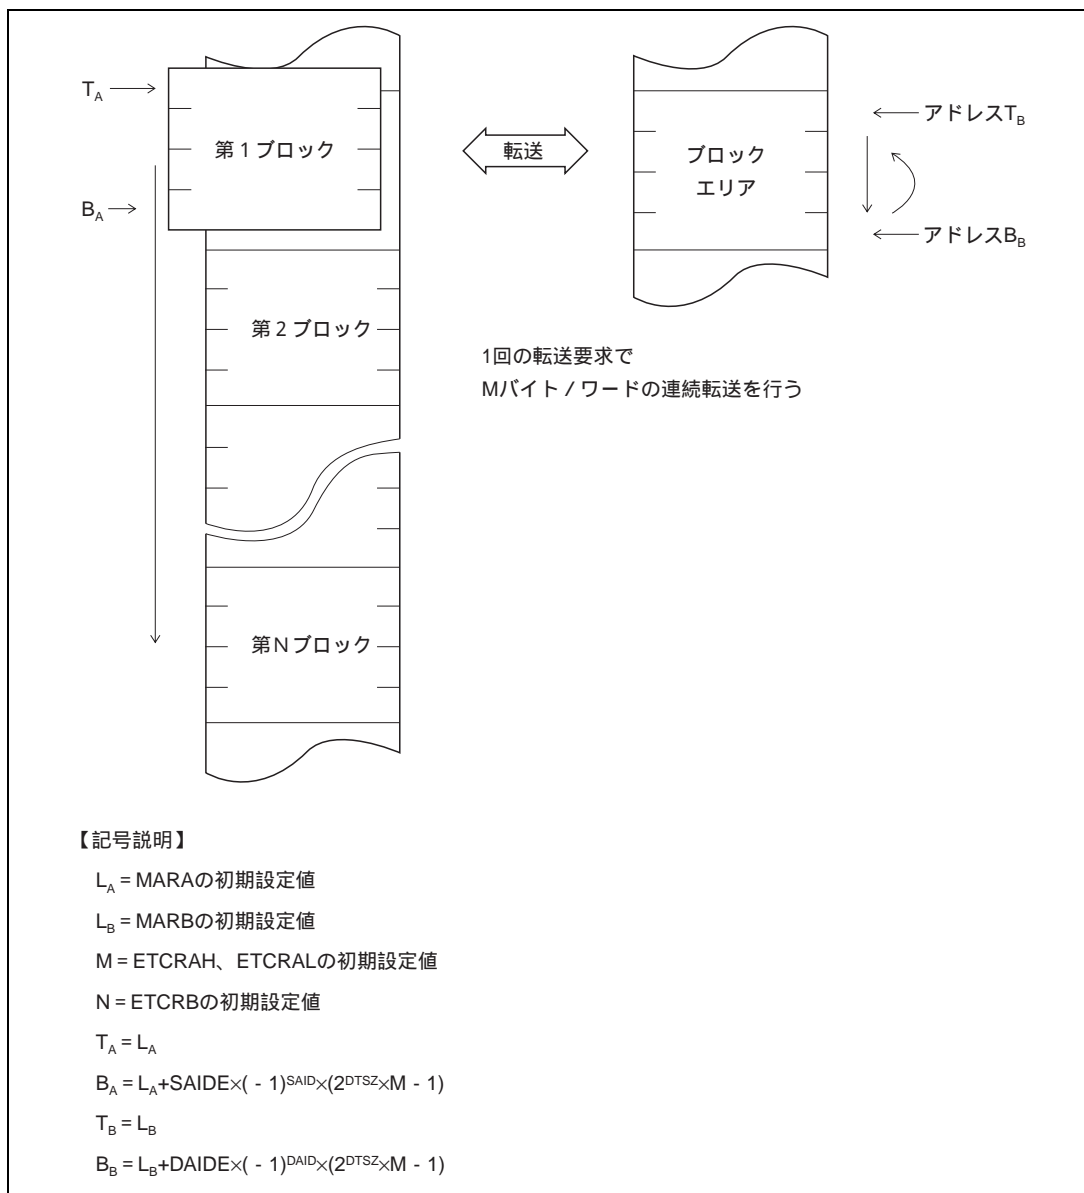 T_A
第１ブロック
B_A
転送
ブロック
エリア
アドレスT_B
アドレスB_B
第２ブロック
1回の転送要求で
Mバイト / ワードの連続転送を行う
第Nブロック
【記号説明】
L_A = MARAの初期設定値
L_B = MARBの初期設定値
M = ETCRAH、ETCRALの初期設定値
N = ETCRBの初期設定値
T_A = L_A
B_A = L_A+SAIDE×( - 1)^SAID×(2^DTSZ×M - 1)
T_B = L_B
B_B = L_B+DAIDE×( - 1)^DAID×(2^DTSZ×M - 1)